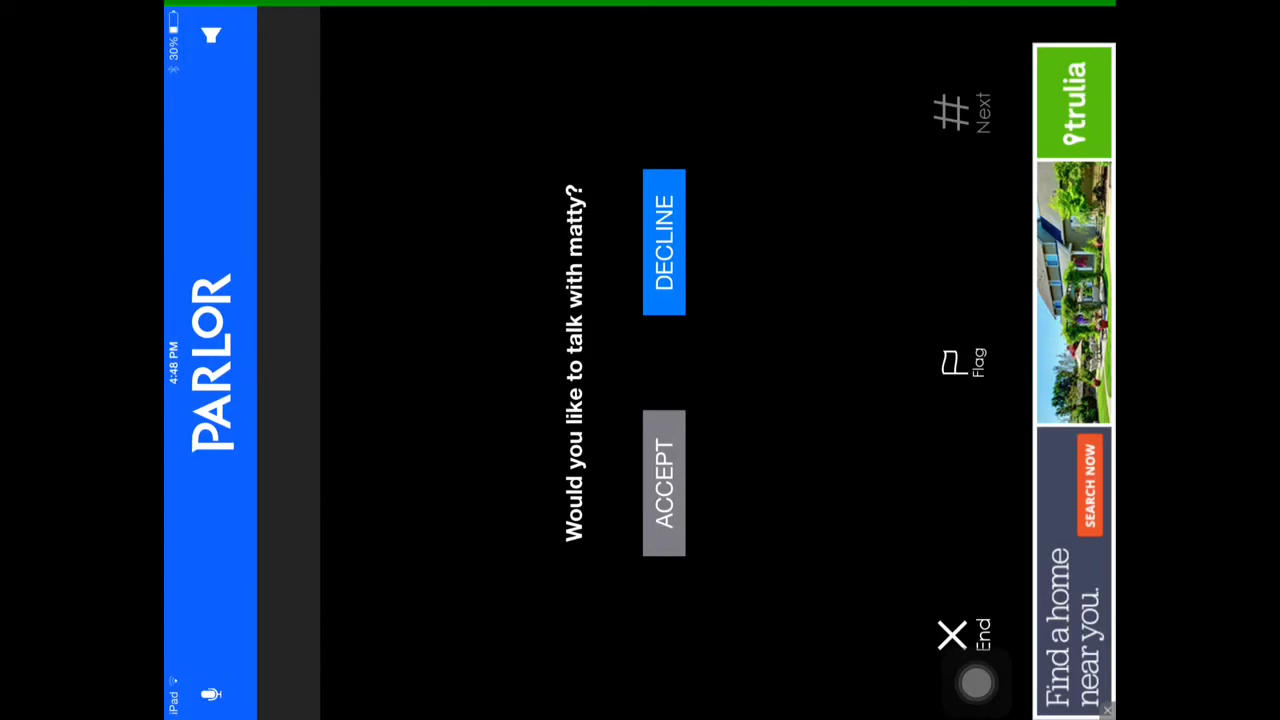 iPad
4:48 PM
30%
PARLOR
Would you like to talk with matty?
ACCEPT
DECLINE
End
Flag
Next
Find a home
near you.
SEARCH NOW
trulia